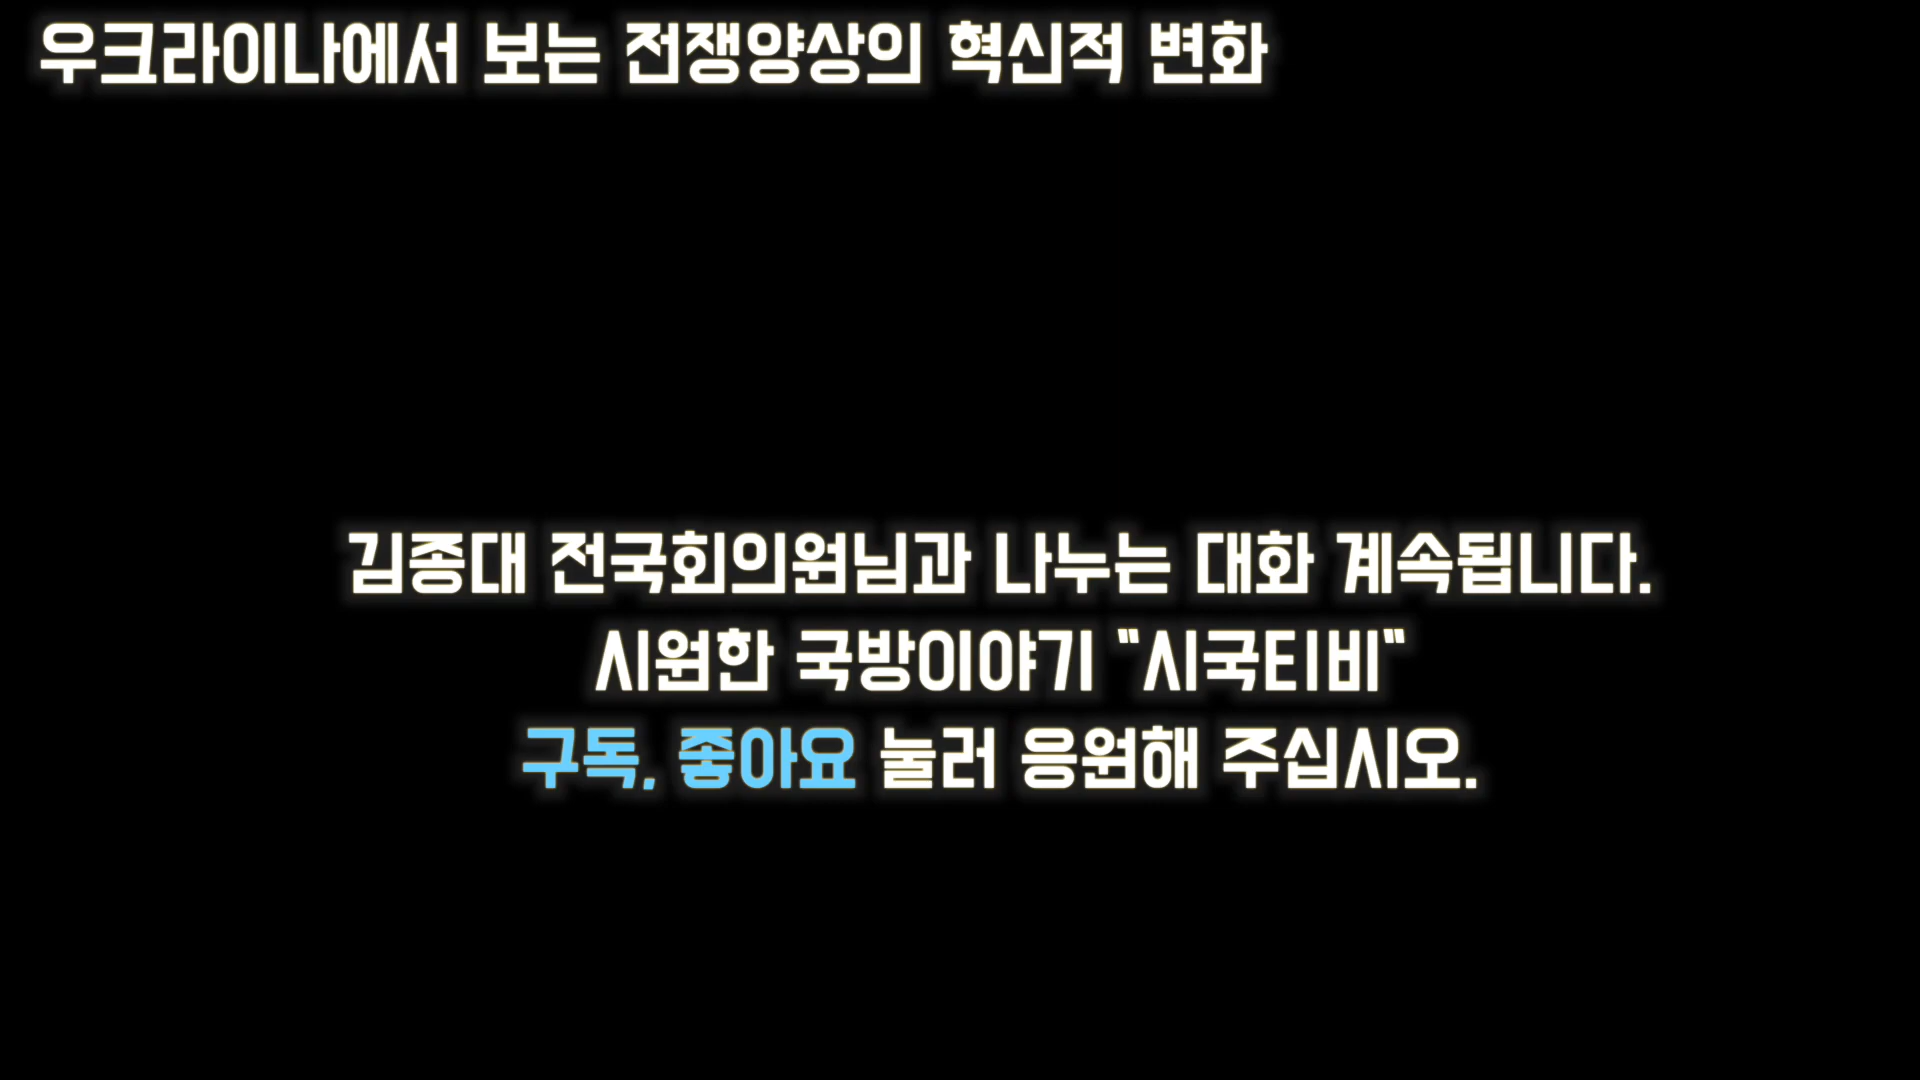 우크라이나에서 보는 전쟁양상의 혁신적 변화
김종대 전국회의원님과 나누는 대화 계속됩니다.
시원한 국방이야기 "시국티비"
구독, 좋아요 눌러 응원해 주십시오.